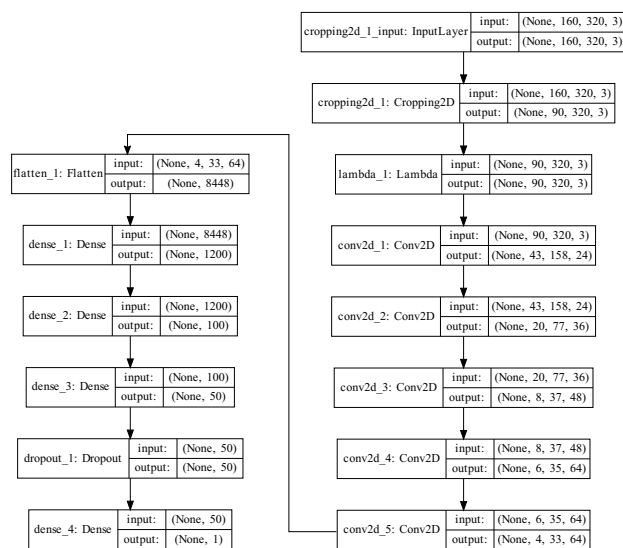 cropping2d_1_input: InputLayer
input: (None, 160, 320, 3)
output: (None, 160, 320, 3)
cropping2d_1: Cropping2D
input: (None, 160, 320, 3)
output: (None, 90, 320, 3)
lambda_1: Lambda
input: (None, 90, 320, 3)
output: (None, 90, 320, 3)
conv2d_1: Conv2D
input: (None, 90, 320, 3)
output: (None, 43, 158, 24)
conv2d_2: Conv2D
input: (None, 43, 158, 24)
output: (None, 20, 77, 36)
conv2d_3: Conv2D
input: (None, 20, 77, 36)
output: (None, 8, 37, 48)
conv2d_4: Conv2D
input: (None, 8, 37, 48)
output: (None, 6, 35, 64)
conv2d_5: Conv2D
input: (None, 6, 35, 64)
output: (None, 4, 33, 64)
flatten_1: Flatten
input: (None, 4, 33, 64)
output: (None, 8448)
dense_1: Dense
input: (None, 8448)
output: (None, 1200)
dense_2: Dense
input: (None, 1200)
output: (None, 100)
dense_3: Dense
input: (None, 100)
output: (None, 50)
dropout_1: Dropout
input: (None, 50)
output: (None, 50)
dense_4: Dense
input: (None, 50)
output: (None, 1)